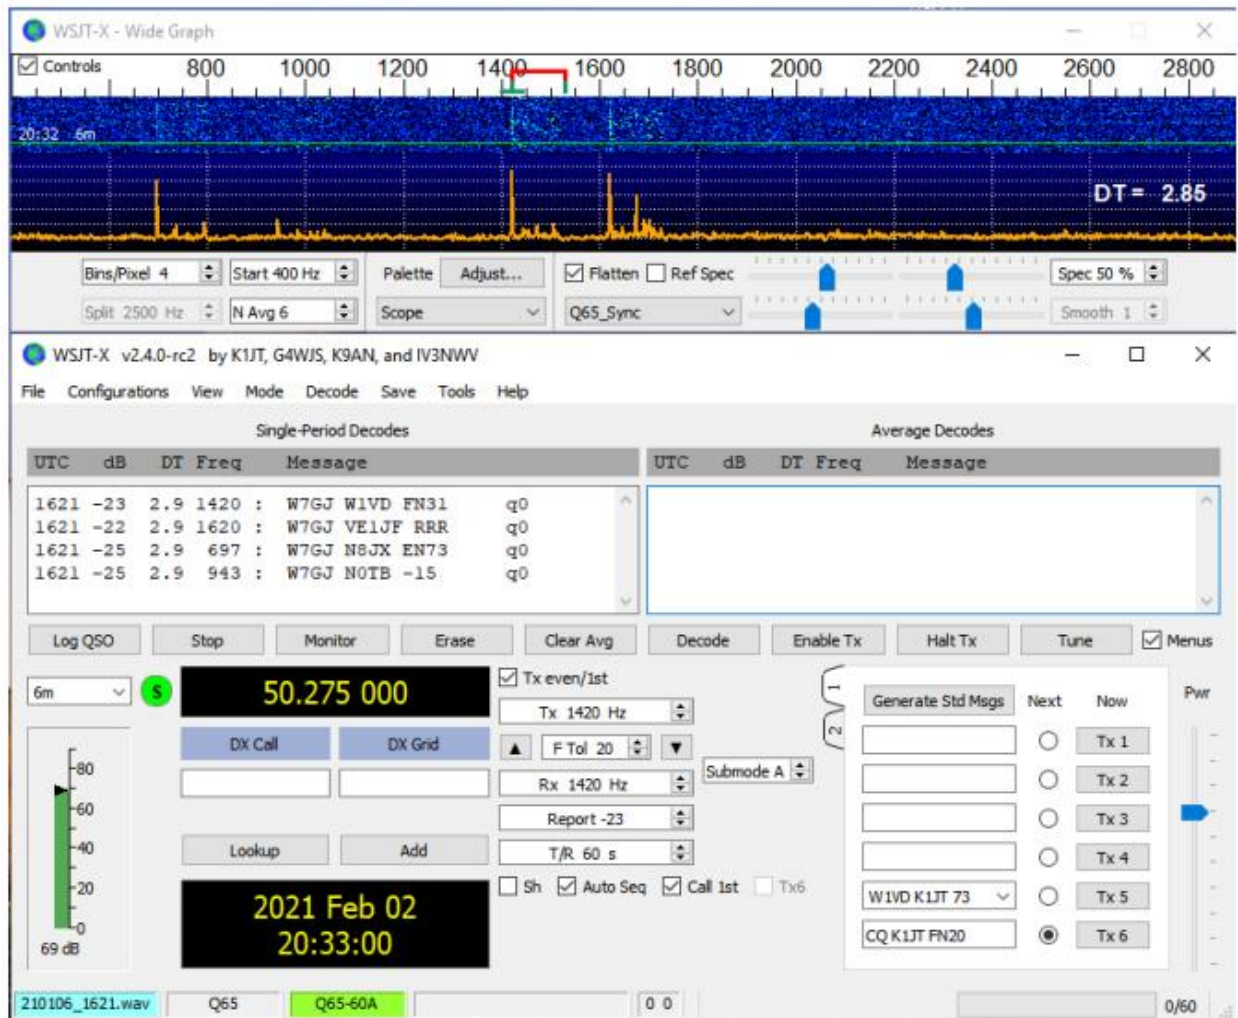 WSJT-X - Wide Graph
Controls 800 1000 1200 1400 1600 1800 2000 2200 2400 2600 2800
20:32 6m
DT = 2.85
Bins/Pixel 4 Start 400 Hz Palette Adjust... Flatten Ref Spec Spec 50 %
Split 2500 Hz N Avg 6 Scope Q65_Sync Smooth 1
WSJT-X v2.4.0-rc2 by K1JT, G4WJS, K9AN, and IV3NWV
File Configurations View Mode Decode Save Tools Help
Single-Period Decodes Average Decodes
UTC dB DT Freq Message UTC dB DT Freq Message
1621 -23 2.9 1420 : W7GJ W1VD FN31 q0
1621 -22 2.9 1620 : W7GJ VE1JF RRR q0
1621 -25 2.9 697 : W7GJ N8JX EN73 q0
1621 -25 2.9 943 : W7GJ N0TB -15 q0
Log QSO Stop Monitor Erase Clear Avg Decode Enable Tx Halt Tx Tune Menus
6m S 50.275 000 Tx even/1st 1 Generate Std Msgs Next Now Pwr
Tx 1420 Hz
DX Call DX Grid F Tol 20 2 Tx 1
-80 Submode A
Rx 1420 Hz Tx 2
-60 Report -23 Tx 3
-40 Lookup Add T/R 60 s Tx 4
-20 Sh Auto Seq Call 1st Tx6 W1VD K1JT 73 Tx 5
2021 Feb 02
-0 CQ K1JT FN20 Tx 6
69 dB 20:33:00
210106_1621.wav Q65 Q65-60A 0 0 0/60